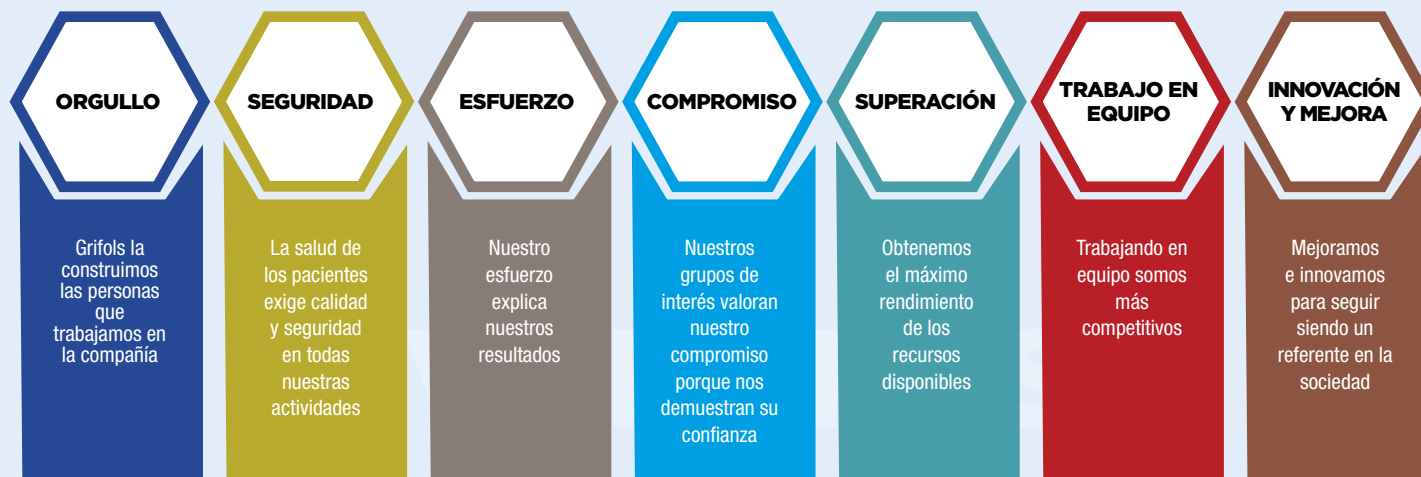 ORGULLO
Grifols la
construimos
las personas
que
trabajamos en
la compañía
SEGURIDAD
La salud de
los pacientes
exige calidad
y seguridad
en todas
nuestras
actividades
ESFUERZO
Nuestro
esfuerzo
explica
nuestros
resultados
COMPROMISO
Nuestros
grupos de
interés valoran
nuestro
compromiso
porque nos
demuestran su
confianza
SUPERACIÓN
Obtenemos
el máximo
rendimiento
de los
recursos
disponibles
TRABAJO EN
EQUIPO
Trabajando en
equipo somos
más
competitivos
INNOVACIÓN
Y MEJORA
Mejoramos
e innovamos
para seguir
siendo un
referente en la
sociedad